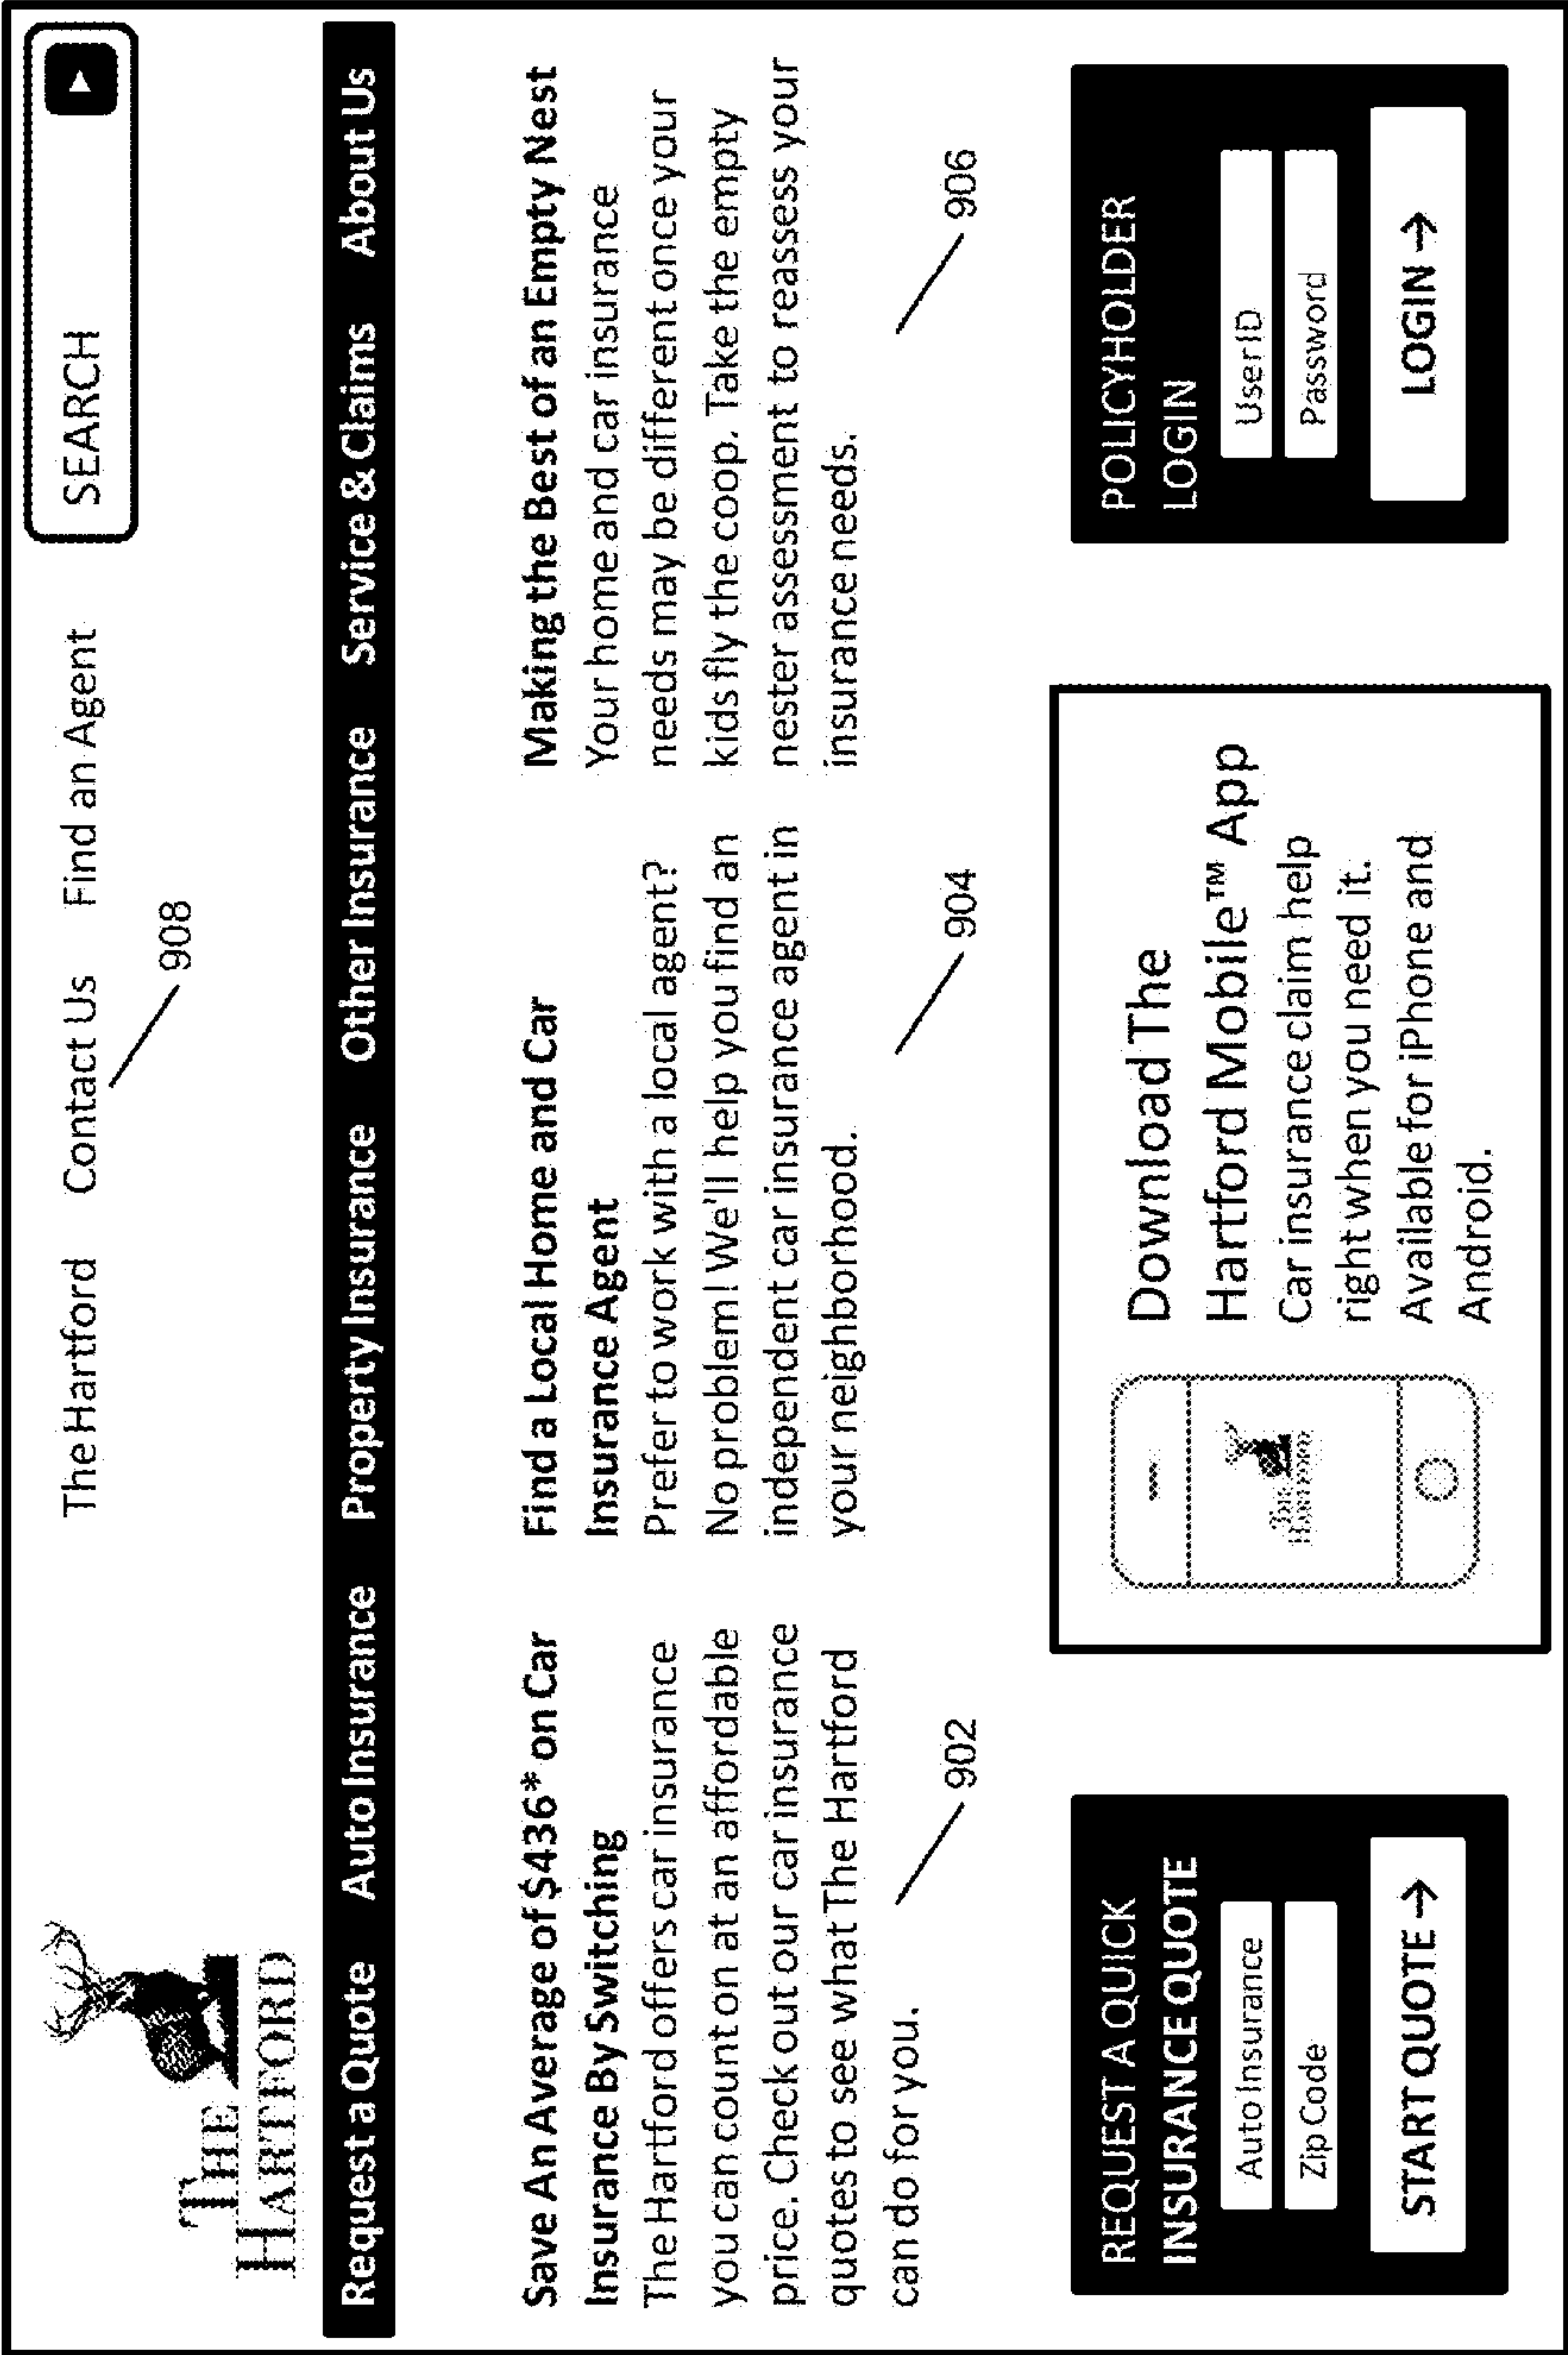 THE
HARTFORD
The Hartford Contact Us Find an Agent
908
SEARCH
Request a Quote Auto Insurance Property Insurance Other Insurance Service & Claims About Us
Save An Average of $436* on Car
Insurance By Switching
The Hartford offers car insurance
you can count on at an affordable
price. Check out our car insurance
quotes to see what The Hartford
can do for you.
902
Find a Local Home and Car
Insurance Agent
Prefer to work with a local agent?
No problem! We'll help you find an
independent car insurance agent in
your neighborhood.
904
Making the Best of an Empty Nest
Your home and car insurance
needs may be different once your
kids fly the coop. Take the empty
nester assessment to reassess your
insurance needs.
906
REQUEST A QUICK
INSURANCE QUOTE
Auto Insurance
Zip Code
START QUOTE →
THE
HARTFORD
Download The
Hartford Mobile™ App
Car insurance claim help
right when you need it.
Available for iPhone and
Android.
POLICYHOLDER
LOGIN
User ID
Password
LOGIN →